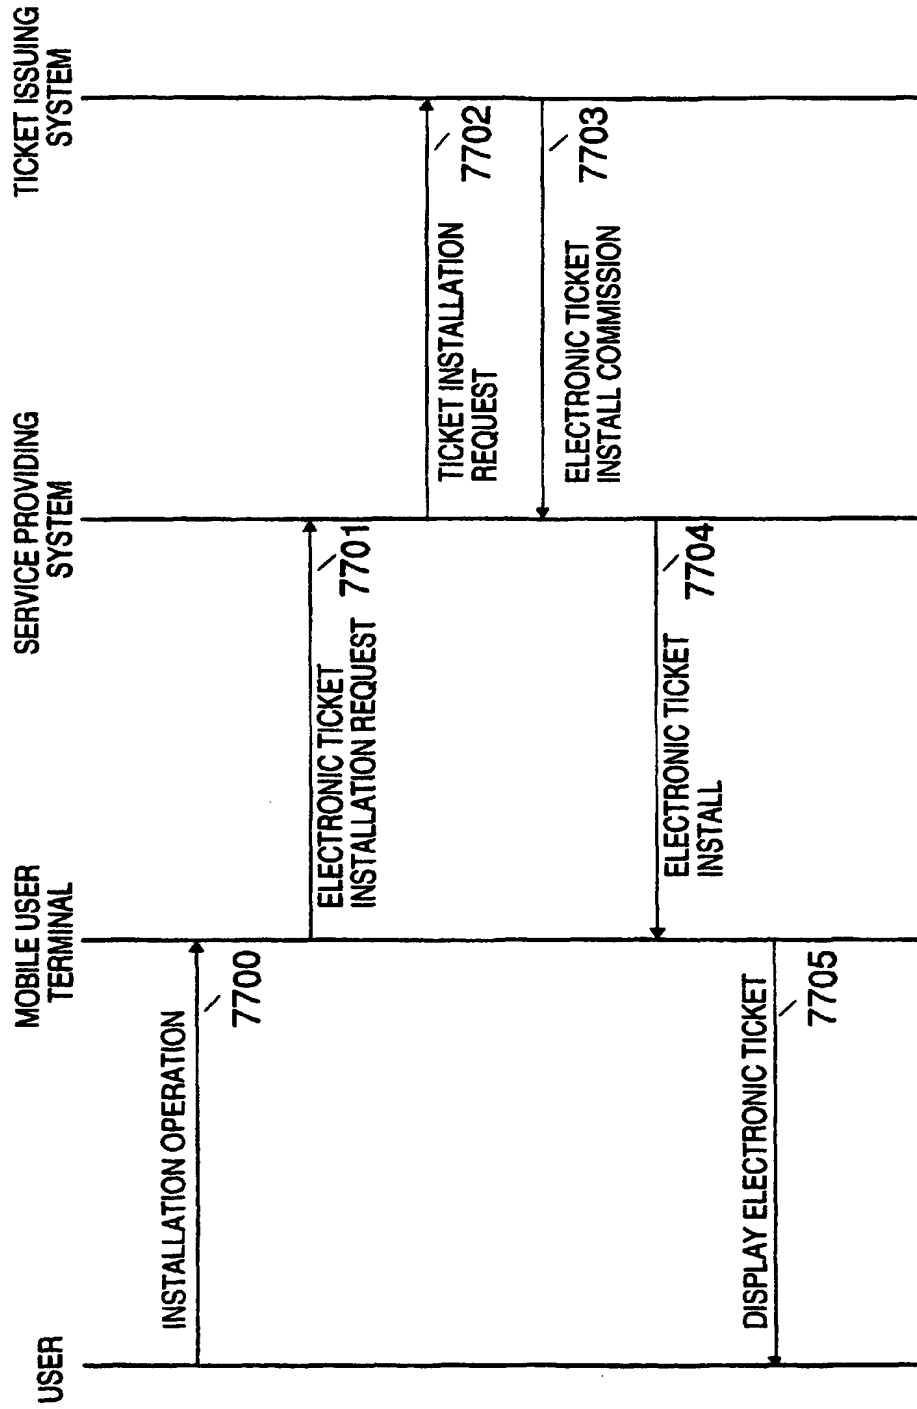 USER
MOBILE USER
TERMINAL
SERVICE PROVIDING
SYSTEM
TICKET ISSUING
SYSTEM
INSTALLATION OPERATION
7700
ELECTRONIC TICKET
INSTALLATION REQUEST
7701
TICKET INSTALLATION
REQUEST
7702
ELECTRONIC TICKET
INSTALL COMMISSION
7703
ELECTRONIC TICKET
INSTALL
7704
DISPLAY ELECTRONIC TICKET
7705